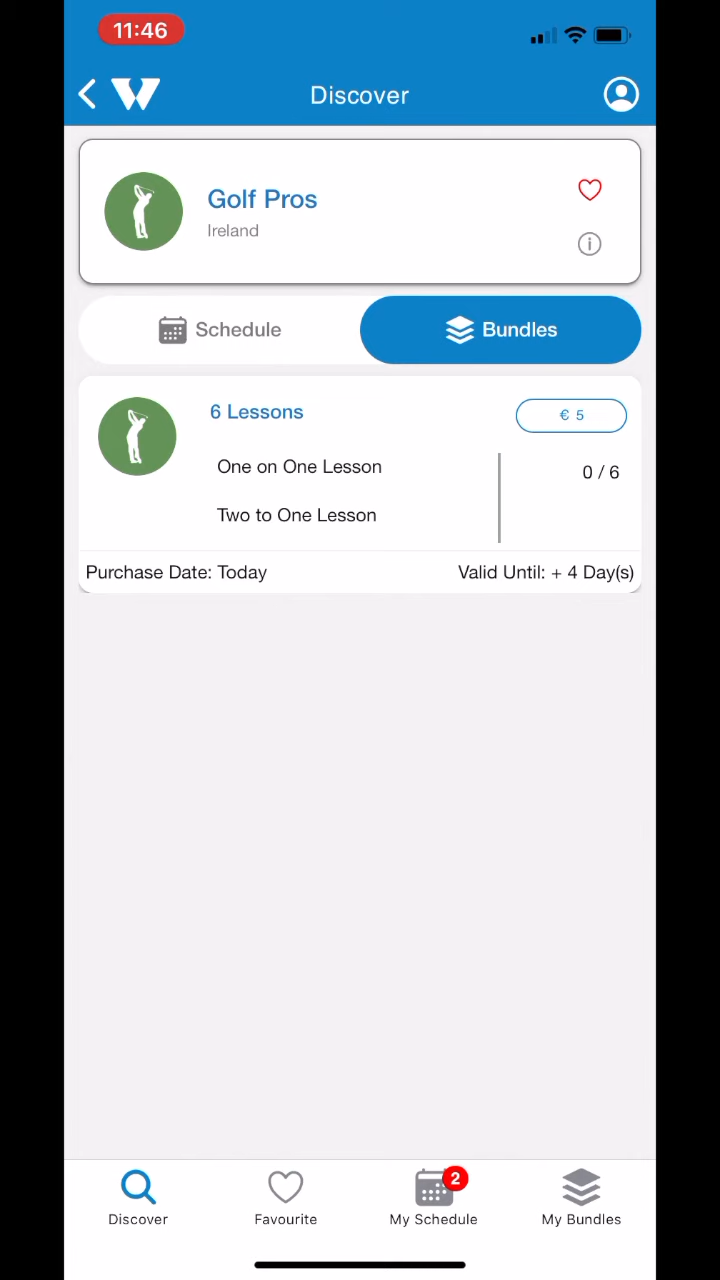 11:46
Discover
Golf Pros
Ireland
Schedule
Bundles
6 Lessons
€ 5
One on One Lesson
0 / 6
Two to One Lesson
Purchase Date: Today
Valid Until: + 4 Day(s)
2
Discover
Favourite
My Schedule
My Bundles